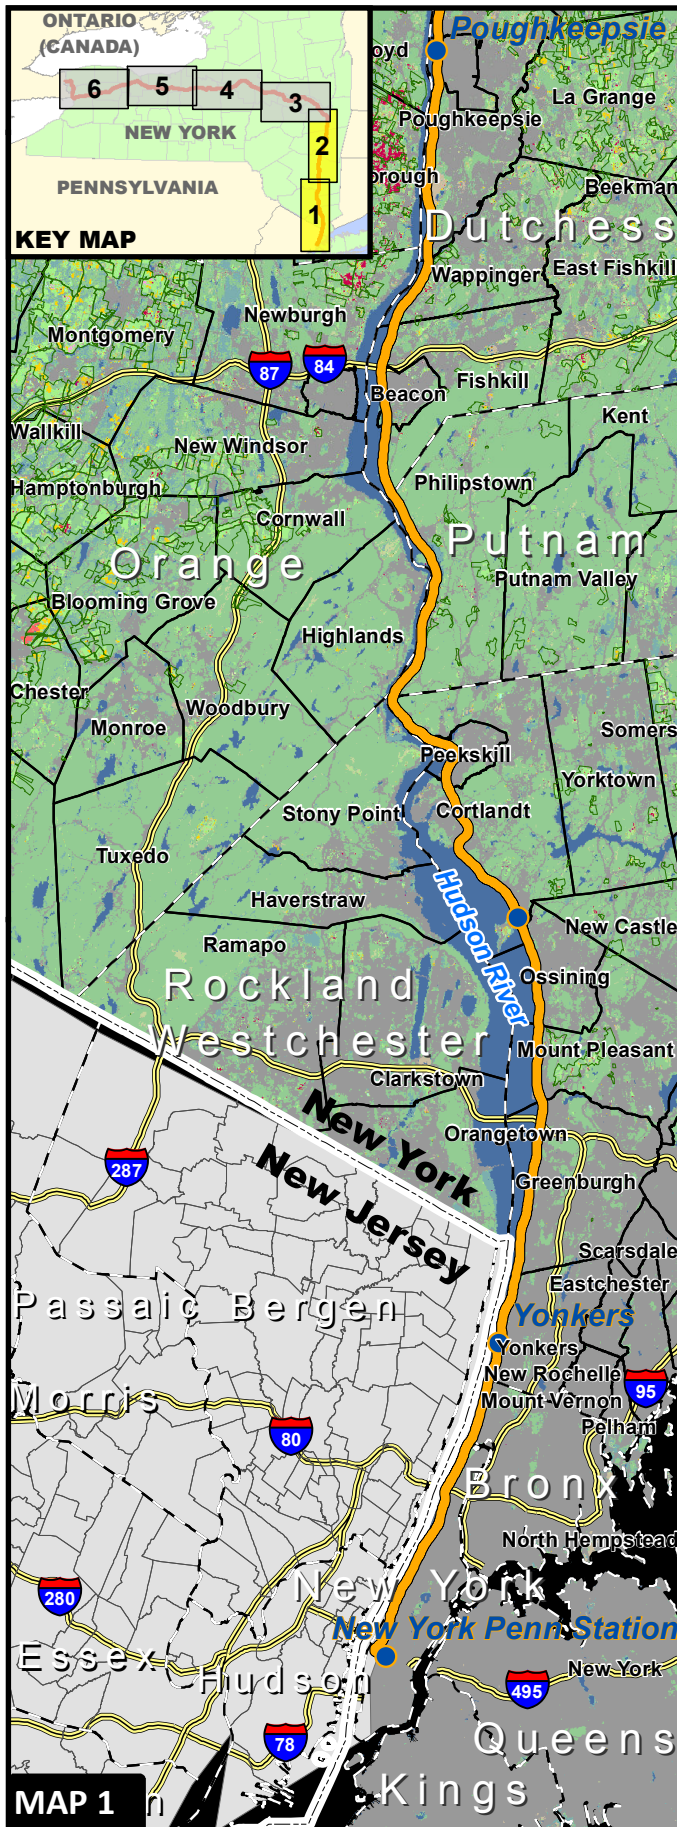 ONTARIO
(CANADA)
6
5
4
3
2
1
NEW YORK
PENNSYLVANIA
KEY MAP
Poughkeepsie
oyd
La Grange
Poughkeepsie
orough
Beekman
Dutchess
Wappinger
East Fishkill
Newburgh
Montgomery
87
84
Beacon
Fishkill
Kent
Wallkill
New Windsor
Hamptonburgh
Philipstown
Cornwall
Putnam
Orange
Putnam Valley
Blooming Grove
Highlands
Chester
Woodbury
Monroe
Somers
Peekskill
Yorktown
Stony Point
Cortlandt
Tuxedo
Hudson River
Haverstraw
New Castle
Ramapo
Ossining
Rockland
Westchester
Mount Pleasant
Clarkstown
New York
Orangetown
287
New Jersey
Greenburgh
Scarsdale
Eastchester
Passaic
Bergen
Yonkers
Yonkers
New Rochelle
95
Morris
Mount Vernon
80
Pelham
Bronx
North Hempstead
280
New York
New York Penn Station
Essex
Hudson
New York
495
78
Queens
Kings
MAP 1
n